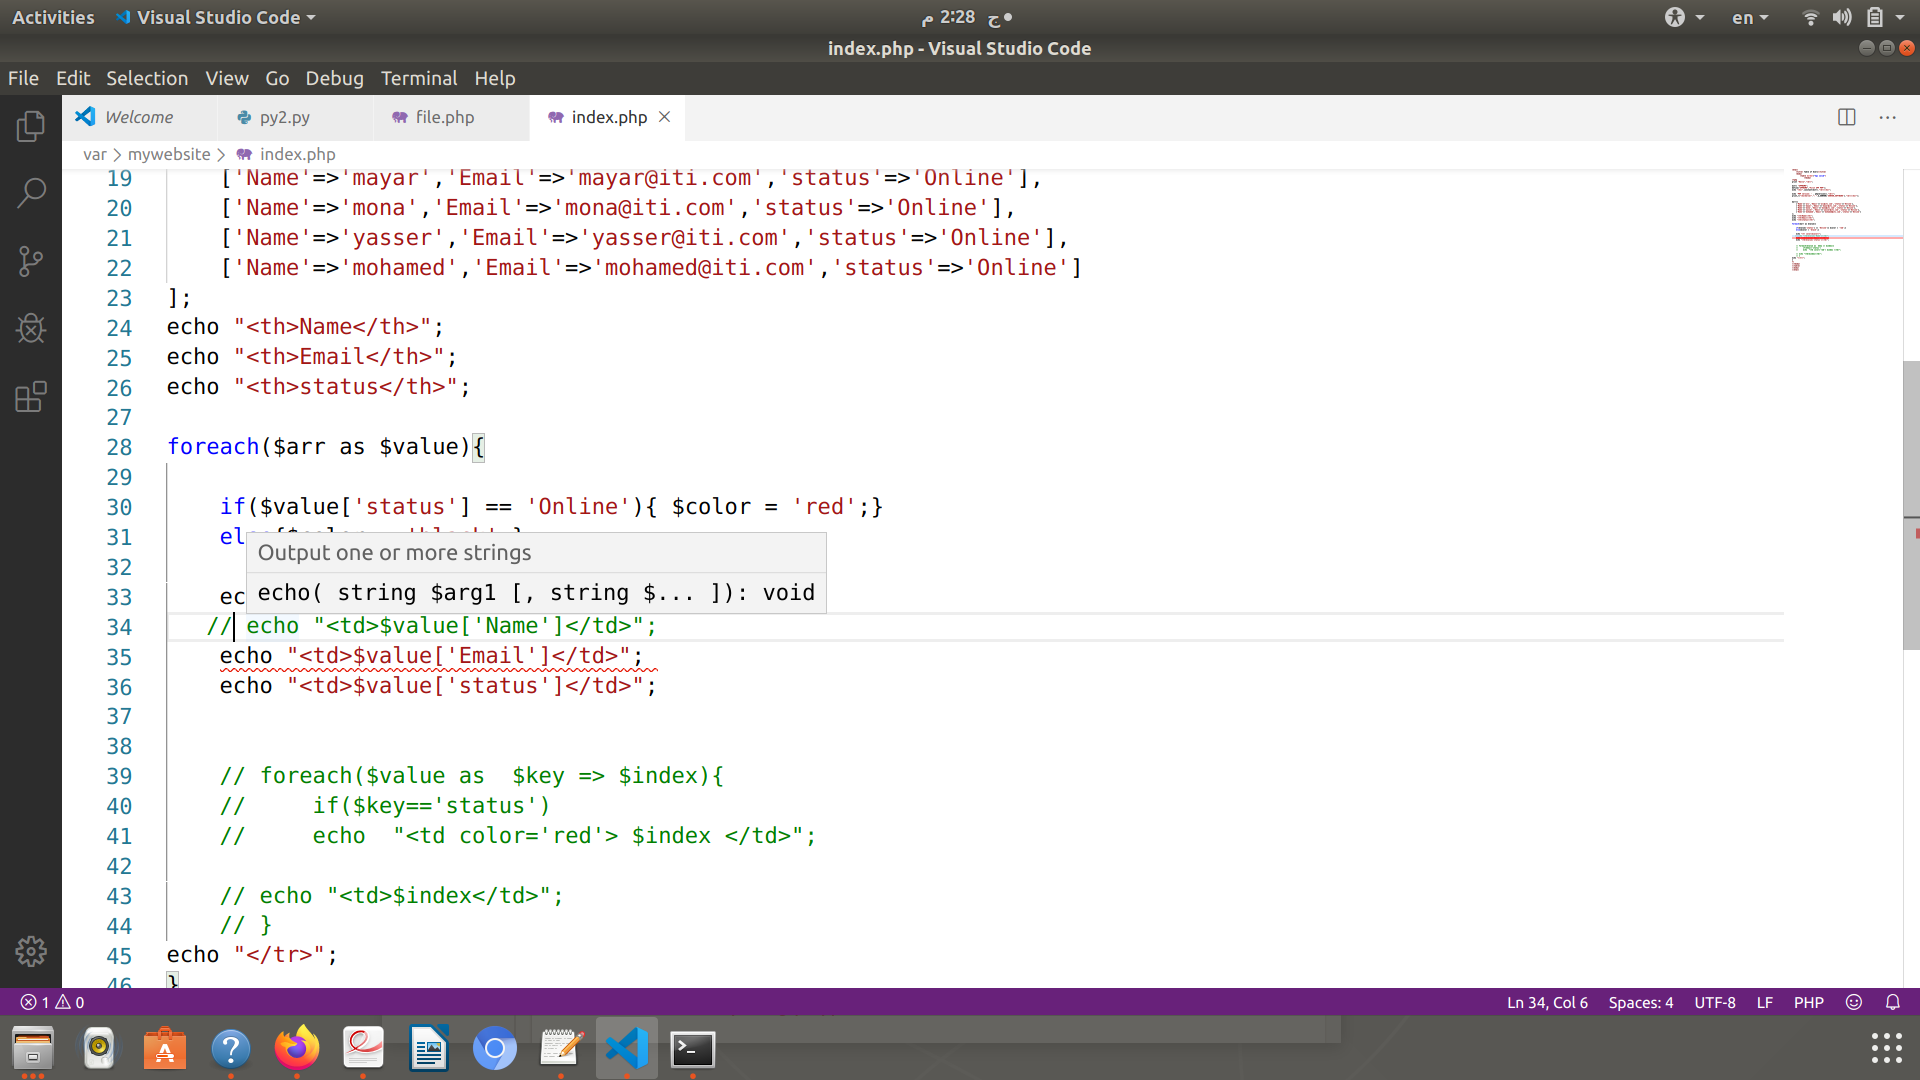 Activities Visual Studio Code ج 2:28 م en
index.php - Visual Studio Code
File Edit Selection View Go Debug Terminal Help
Welcome py2.py file.php index.php
var > mywebsite > index.php
19 ['Name'=>'mayar','Email'=>'mayar@iti.com','status'=>'Online'],
20 ['Name'=>'mona','Email'=>'mona@iti.com','status'=>'Online'],
21 ['Name'=>'yasser','Email'=>'yasser@iti.com','status'=>'Online'],
22 ['Name'=>'mohamed','Email'=>'mohamed@iti.com','status'=>'Online']
23 ];
24 echo "<th>Name</th>";
25 echo "<th>Email</th>";
26 echo "<th>status</th>";
27
28 foreach($arr as $value){
29
30 if($value['status'] == 'Online'){ $color = 'red';}
31 el
Output one or more strings
32
echo( string $arg1 [, string $... ]): void
33 ec
34 // echo "<td>$value['Name']</td>";
35 echo "<td>$value['Email']</td>";
36 echo "<td>$value['status']</td>";
37
38
39 // foreach($value as  $key => $index){
40 //     if($key=='status')
41 //     echo  "<td color='red'> $index </td>";
42
43 // echo "<td>$index</td>";
44 // }
45 echo "</tr>";
46 }
1 0 Ln 34, Col 6 Spaces: 4 UTF-8 LF PHP